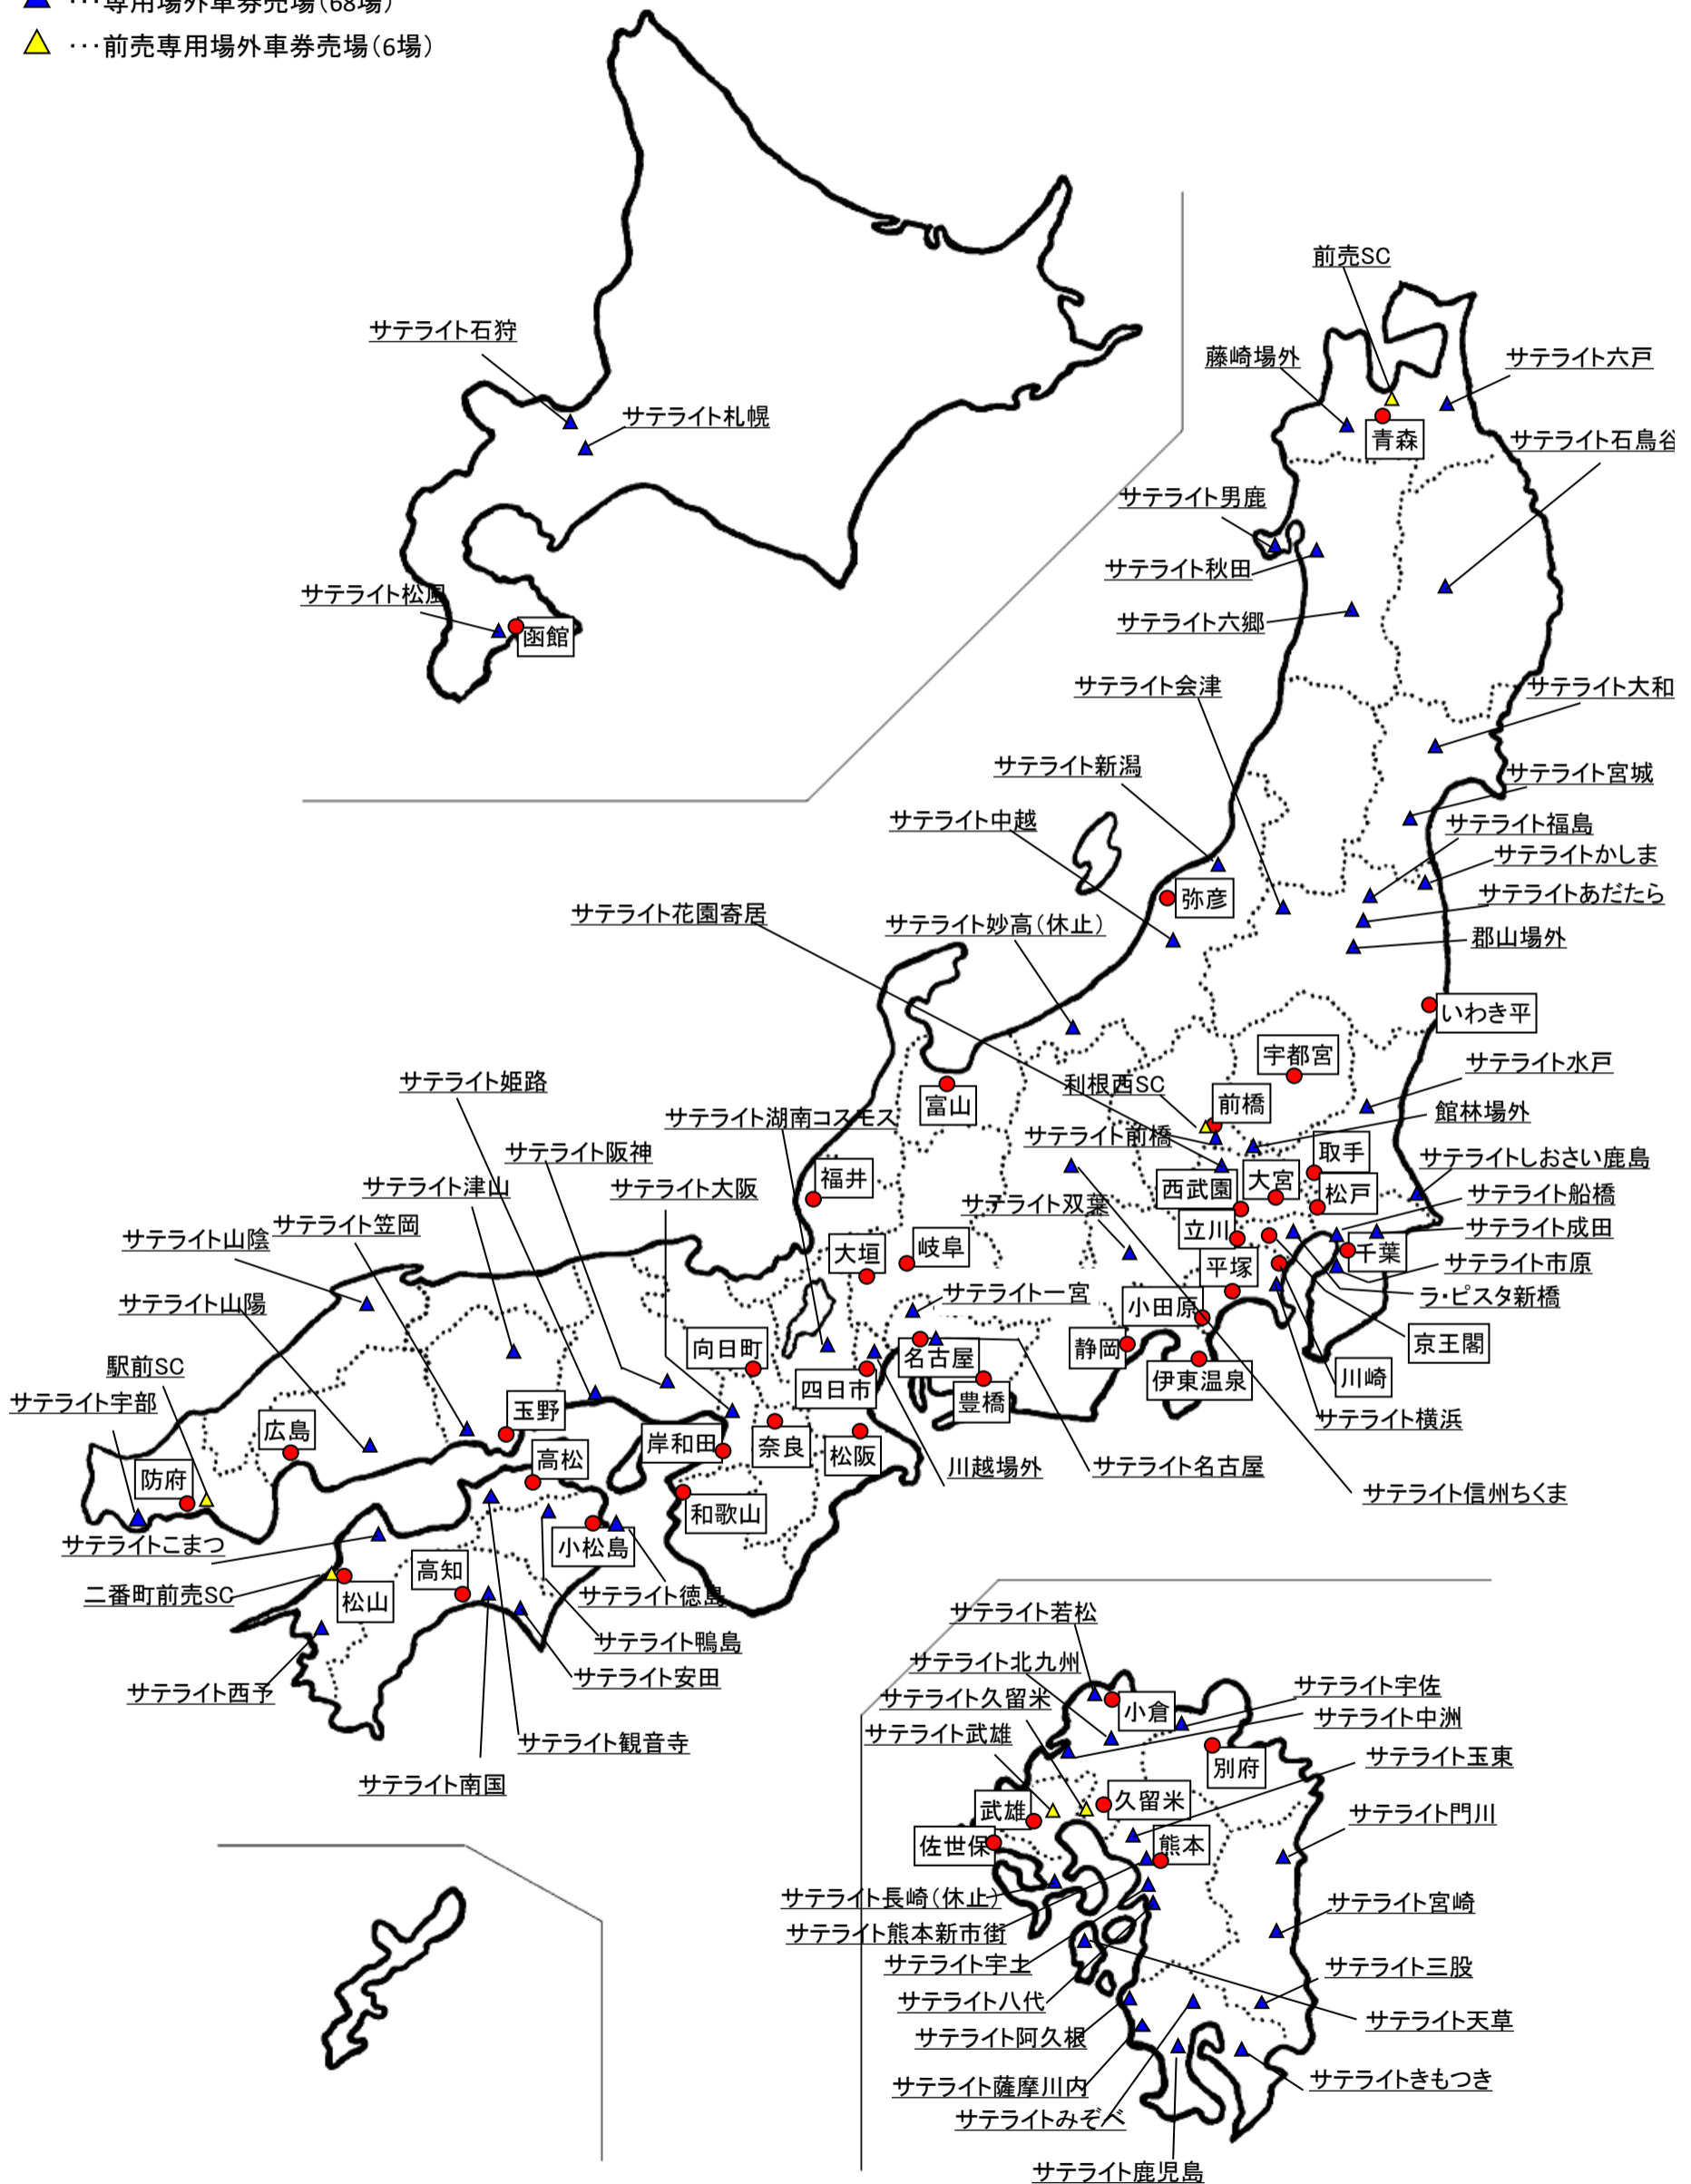 …専用場外車券売場（68場）
…前売専用場外車券売場（6場）
サテライト石狩
サテライト札幌
サテライト松風
函館
前売SC
藤崎場外
サテライト六戸
青森
サテライト石鳥谷
サテライト男鹿
サテライト秋田
サテライト六郷
サテライト会津
サテライト大和
サテライト新潟
サテライト宮城
サテライト中越
サテライト福島
サテライトかしま
サテライトあだたら
弥彦
サテライト花園寄居
サテライト妙高（休止）
郡山場外
いわき平
宇都宮
サテライト水戸
サテライト姫路
利根西SC
前橋
富山
館林場外
サテライト湖南コスモス
サテライト前橋
サテライト阪神
取手
サテライトしおさい鹿島
福井
西武園
大宮
松戸
サテライト津山
サテライト大阪
サテライト船橋
サテライト双葉
サテライト笠岡
立川
サテライト成田
サテライト山陰
大垣
岐阜
千葉
サテライト市原
平塚
サテライト一宮
ラ・ピスタ新橋
サテライト山陽
小田原
向日町
名古屋
静岡
京王閣
駅前SC
四日市
豊橋
伊東温泉
川崎
サテライト宇部
玉野
サテライト横浜
広島
岸和田
奈良
松阪
高松
川越場外
サテライト名古屋
防府
サテライト信州ちくま
和歌山
サテライトこまつ
小松島
高知
二番町前売SC
松山
サテライト徳島
サテライト鴨島
サテライト安田
サテライト西予
サテライト観音寺
サテライト南国
サテライト若松
サテライト北九州
サテライト宇佐
サテライト久留米
小倉
サテライト中洲
サテライト武雄
別府
サテライト玉東
武雄
久留米
サテライト門川
佐世保
熊本
サテライト長崎（休止）
サテライト宮崎
サテライト熊本新市街
サテライト宇土
サテライト三股
サテライト八代
サテライト天草
サテライト阿久根
サテライト薩摩川内
サテライトきもつき
サテライトみぞべ
サテライト鹿児島